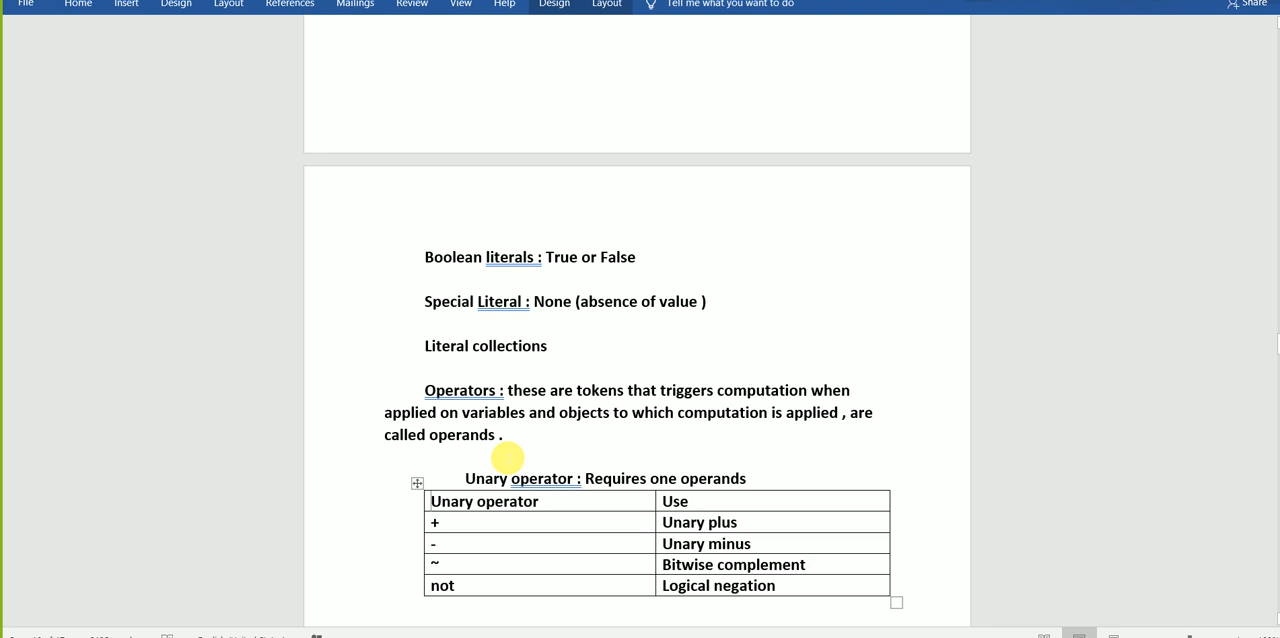 File Home Insert Design Layout References Mailings Review View Help Design Layout Tell me what you want to do Share
Boolean literals : True or False
Special Literal : None (absence of value )
Literal collections
Operators : these are tokens that triggers computation when
applied on variables and objects to which computation is applied , are
called operands .
Unary operator : Requires one operands
Unary operator Use
+ Unary plus
- Unary minus
~ Bitwise complement
not Logical negation